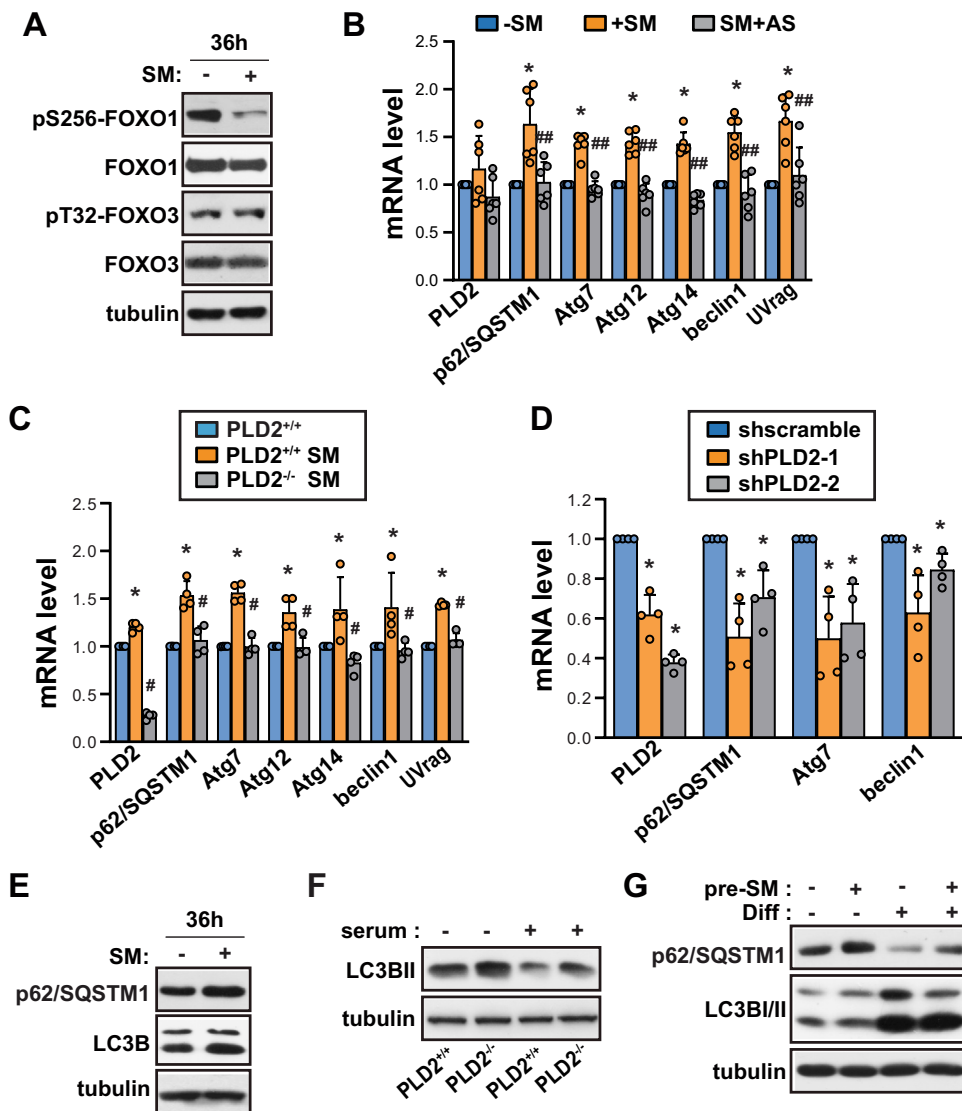 A
36h
SM: - +
pS256-FOXO1
FOXO1
pT32-FOXO3
FOXO3
tubulin
B
-SM +SM SM+AS
mRNA level
2.5
2.0
1.5
1.0
0.5
0.0
* * * * * *
## ## ## ## ## ##
PLD2 p62/SQSTM1 Atg7 Atg12 Atg14 beclin1 UVrag
C
PLD2+/+
PLD2+/+ SM
PLD2-/- SM
mRNA level
2.5
2.0
1.5
1.0
0.5
0.0
* * * * * * *
# # # # # # #
PLD2 p62/SQSTM1 Atg7 Atg12 Atg14 beclin1 UVrag
D
shscramble
shPLD2-1
shPLD2-2
mRNA level
1.2
1.0
0.8
0.6
0.4
0.2
0.0
* * * * * * * *
PLD2 p62/SQSTM1 Atg7 beclin1
E
36h
SM: - +
p62/SQSTM1
LC3B
tubulin
F
serum : - - + +
LC3BII
tubulin
PLD2+/+ PLD2-/- PLD2+/+ PLD2-/-
G
pre-SM : - + - +
Diff : - - + +
p62/SQSTM1
LC3BI/II
tubulin